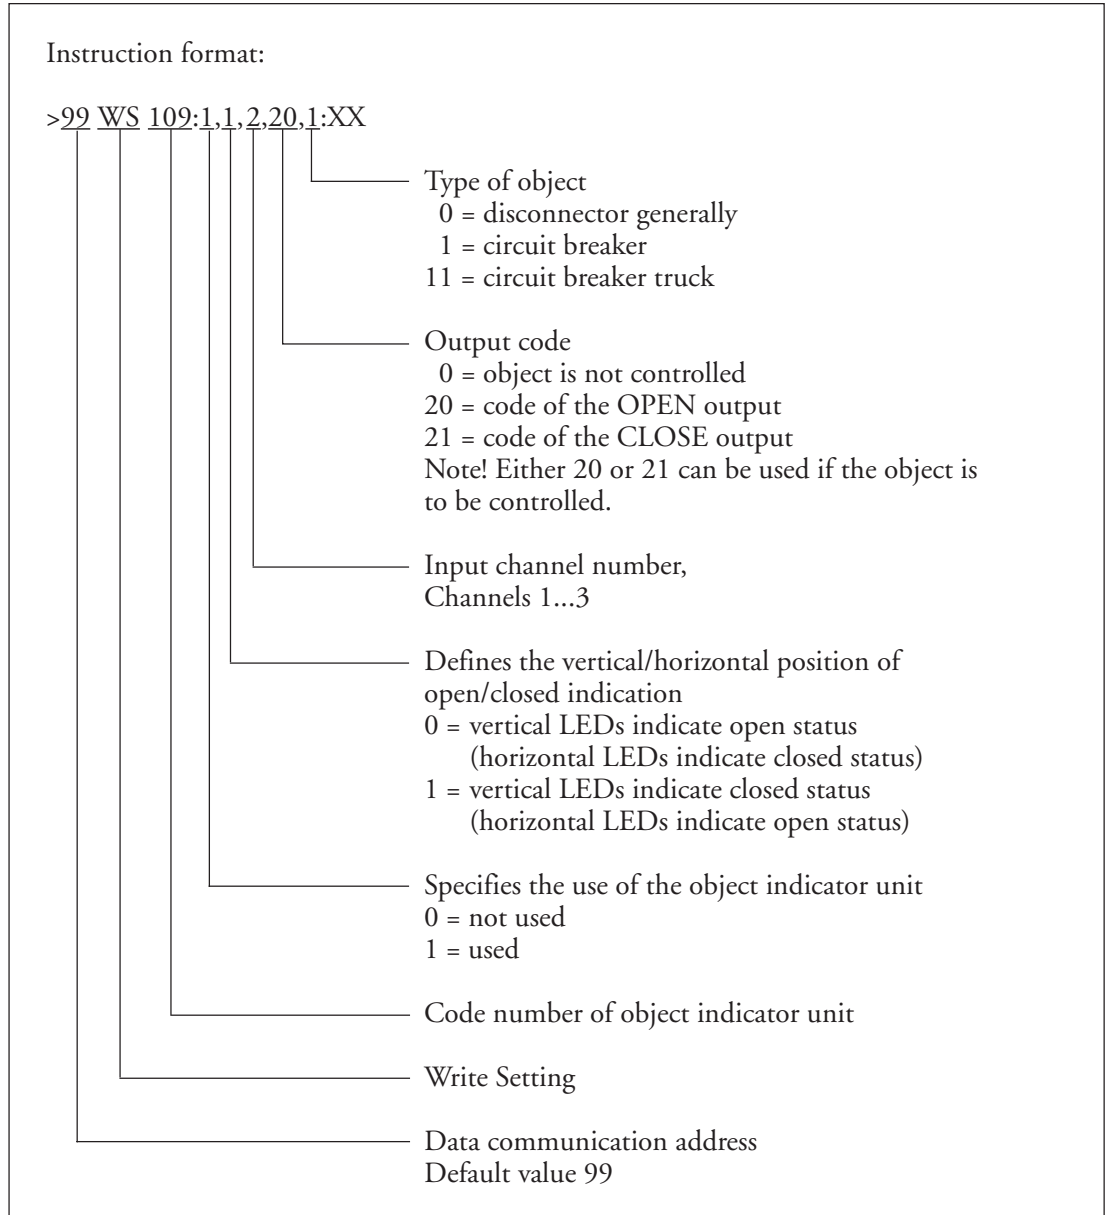 Instruction format:
>99 WS 109:1,1,2,20,1:XX
Type of object
0 = disconnector generally
1 = circuit breaker
11 = circuit breaker truck
Output code
0 = object is not controlled
20 = code of the OPEN output
21 = code of the CLOSE output
Note! Either 20 or 21 can be used if the object is
to be controlled.
Input channel number,
Channels 1...3
Defines the vertical/horizontal position of
open/closed indication
0 = vertical LEDs indicate open status
(horizontal LEDs indicate closed status)
1 = vertical LEDs indicate closed status
(horizontal LEDs indicate open status)
Specifies the use of the object indicator unit
0 = not used
1 = used
Code number of object indicator unit
Write Setting
Data communication address
Default value 99